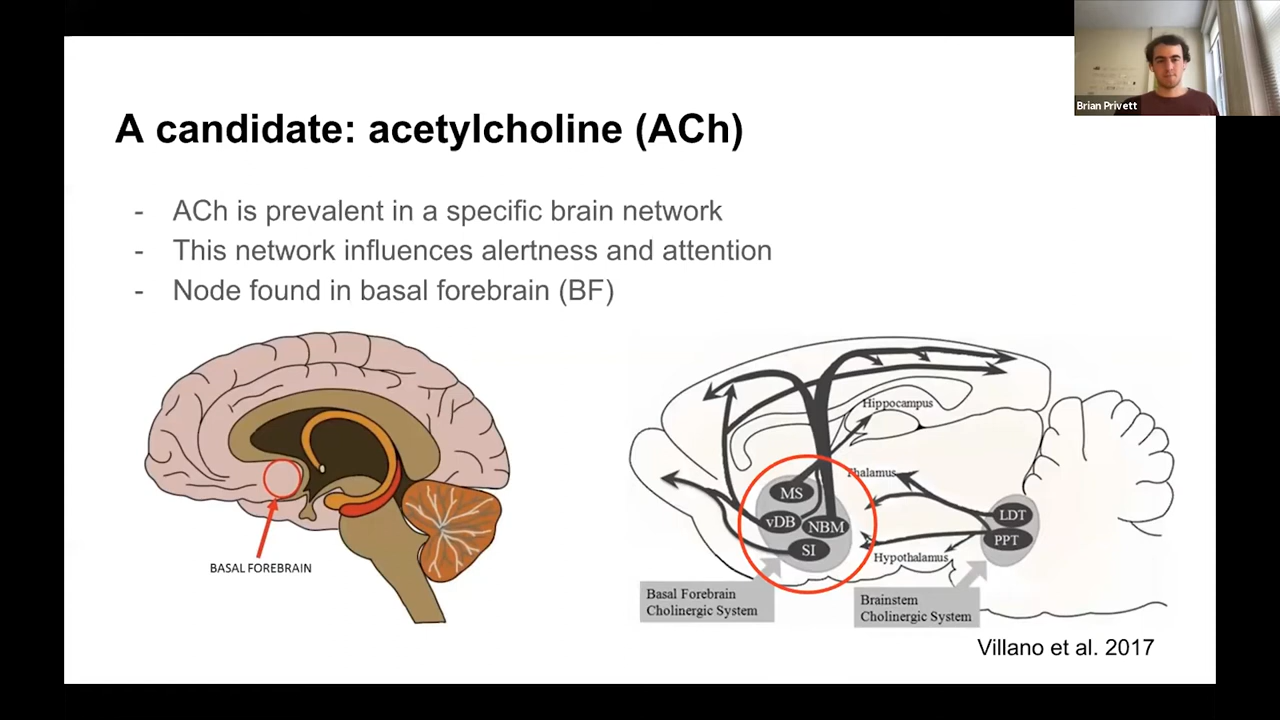 Brian Privett
A candidate: acetylcholine (ACh)
- ACh is prevalent in a specific brain network
- This network influences alertness and attention
- Node found in basal forebrain (BF)
BASAL FOREBRAIN
Hippocampus
Thalamus
MS
vDB
NBM
SI
LDT
PPT
Hypothalamus
Basal Forebrain
Cholinergic System
Brainstem
Cholinergic System
Villano et al. 2017